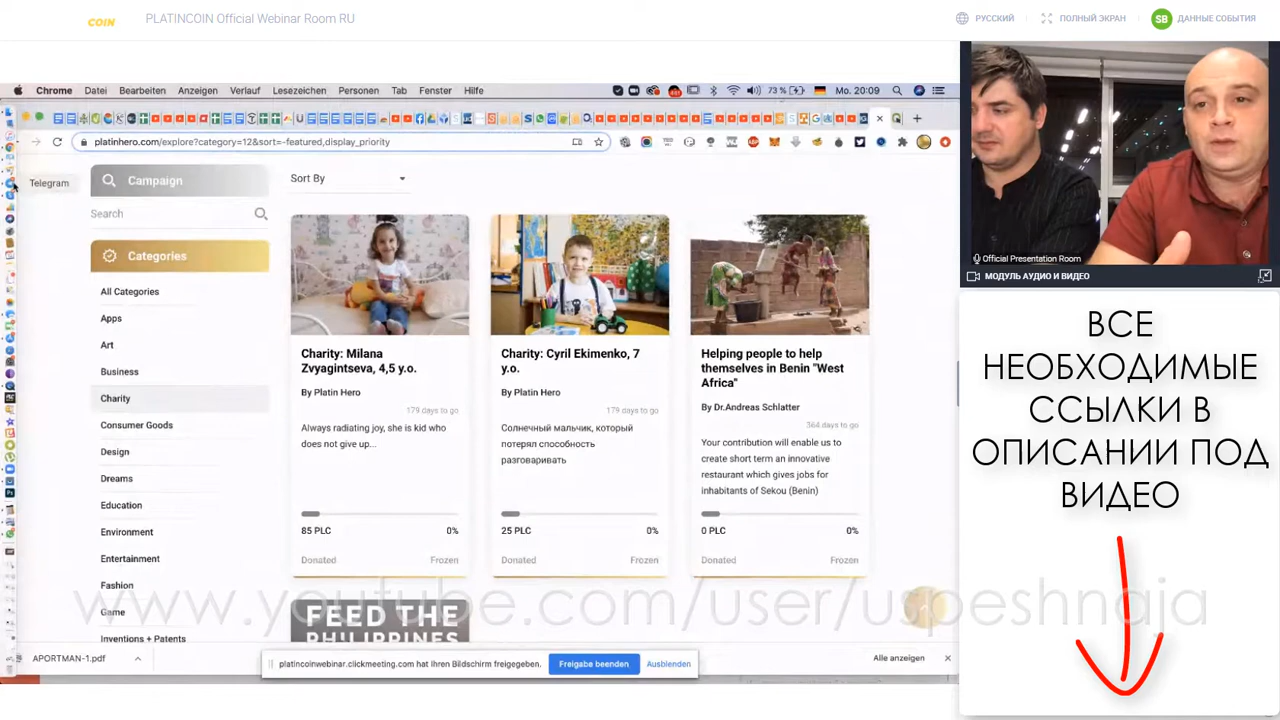 COIN
PLATINCOIN Official Webinar Room RU
РУССКИЙ
ПОЛНЫЙ ЭКРАН
SB
ДАННЫЕ СОБЫТИЯ
Chrome Datei Bearbeiten Anzeigen Verlauf Lesezeichen Personen Tab Fenster Hilfe
73 % Mo. 20:09
platinhero.com/explore?category=12&sort=-featured,display_priority
Telegram
Campaign
Search
Categories
All Categories
Apps
Art
Business
Charity
Consumer Goods
Design
Dreams
Education
Environment
Entertainment
Fashion
Game
Inventions + Patents
Sort By
Charity: Milana
Zvyagintseva, 4,5 y.o.
By Platin Hero
179 days to go
Always radiating joy, she is kid who
does not give up...
85 PLC 0%
Donated Frozen
Charity: Cyril Ekimenko, 7
y.o.
By Platin Hero
179 days to go
Солнечный мальчик, который
потерял способность
разговаривать
25 PLC 0%
Donated Frozen
Helping people to help
themselves in Benin "West
Africa"
By Dr.Andreas Schlatter
364 days to go
Your contribution will enable us to
create short term an innovative
restaurant which gives jobs for
inhabitants of Sekou (Benin)
0 PLC 0%
Donated Frozen
FEED THE
PHILIPPINES
www.youtube.com/user/uspeshnaja
APORTMAN-1.pdf
platincoinwebinar.clickmeeting.com hat Ihren Bildschirm freigegeben.
Freigabe beenden
Ausblenden
Alle anzeigen
Official Presentation Room
МОДУЛЬ АУДИО И ВИДЕО
ВСЕ
НЕОБХОДИМЫЕ
ССЫЛКИ В
ОПИСАНИИ ПОД
ВИДЕО